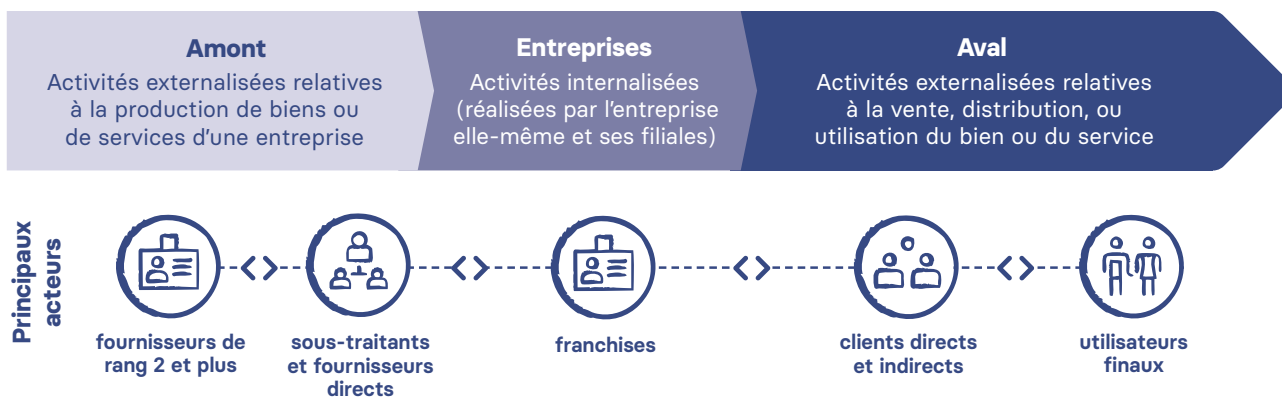 Amont
Activités externalisées relatives
à la production de biens ou
de services d'une entreprise
Entreprises
Activités internalisées
(réalisées par l'entreprise
elle-même et ses filiales)
Aval
Activités externalisées relatives
à la vente, distribution, ou
utilisation du bien ou du service
Principaux
acteurs
fournisseurs de
rang 2 et plus
sous-traitants
et fournisseurs
directs
franchises
clients directs
et indirects
utilisateurs
finaux